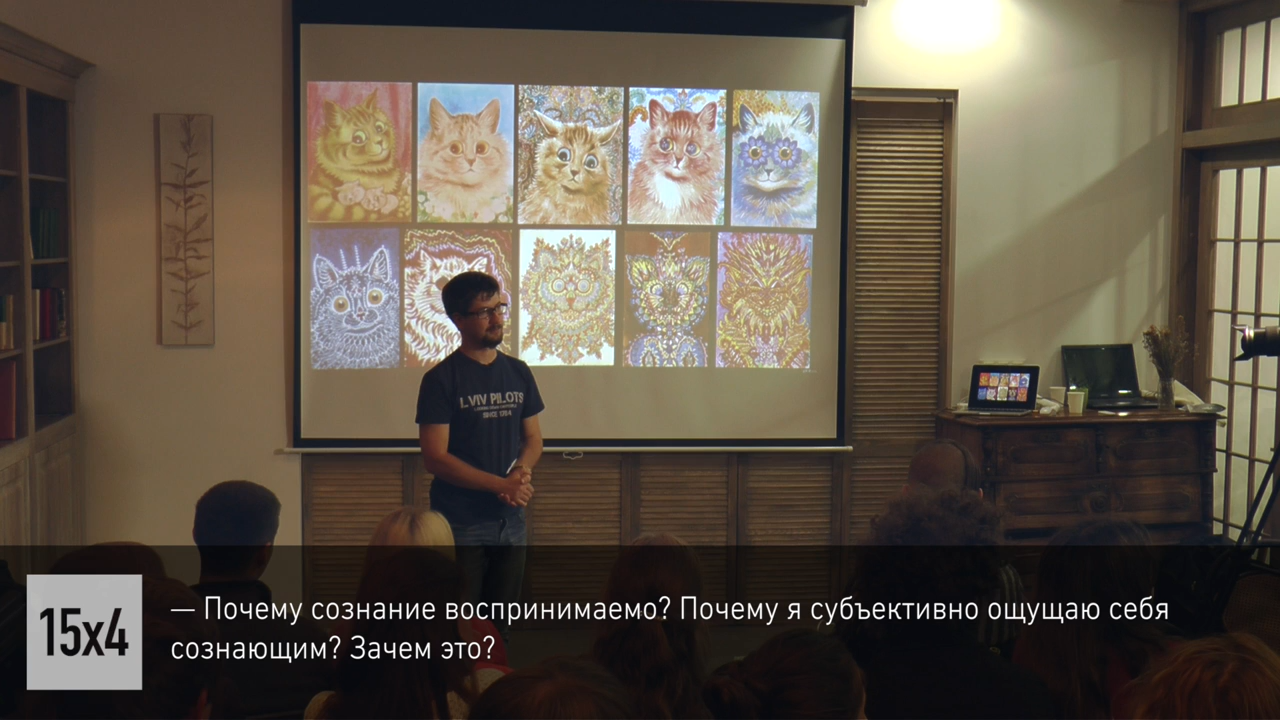 LVIV PILOTS
15x4
— Почему сознание воспринимаемо? Почему я субъективно ощущаю себя
сознающим? Зачем это?